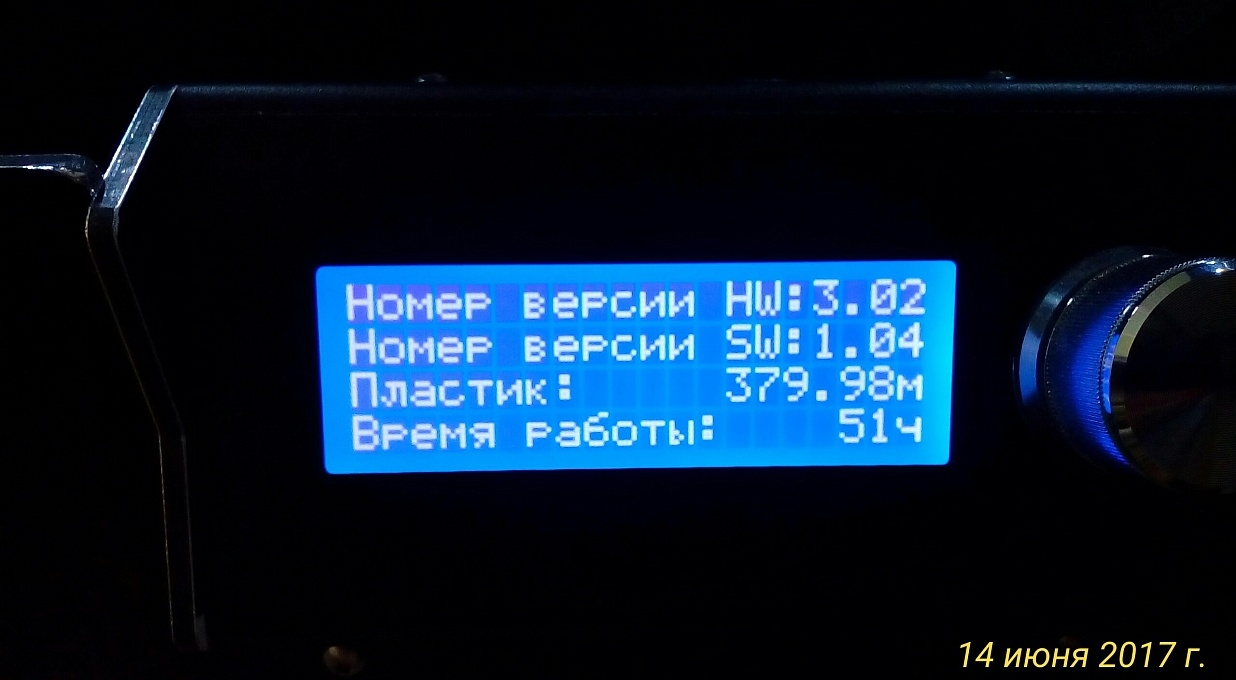 Номер версии HW:3.02
Номер версии SW:1.04
Пластик: 379.98м
Время работы: 51ч
14 июня 2017 г.